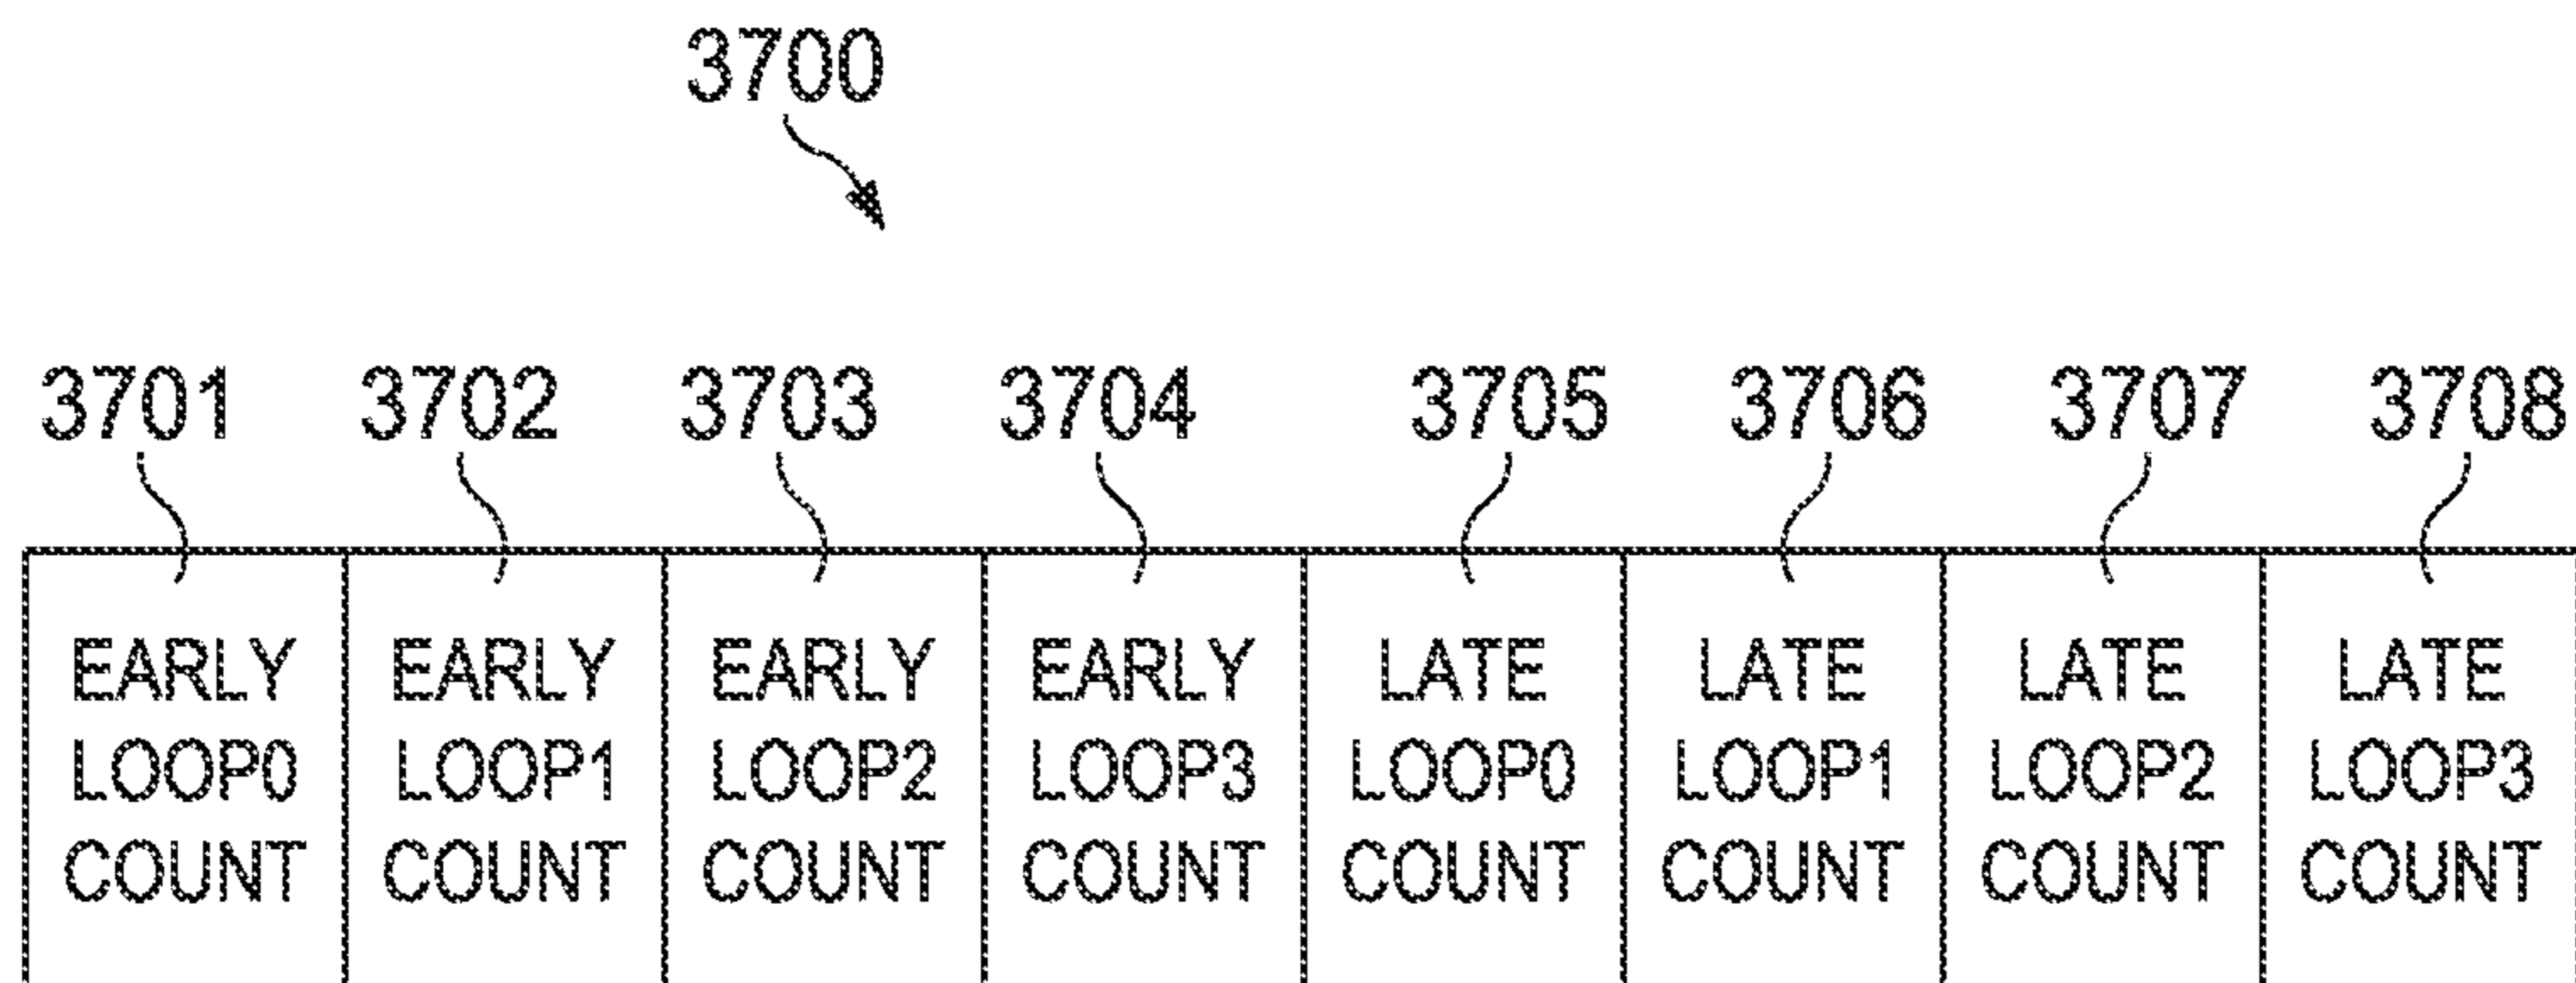 3700
3701 3702 3703 3704 3705 3706 3707 3708
EARLY EARLY EARLY EARLY LATE LATE LATE LATE
LOOP0 LOOP1 LOOP2 LOOP3 LOOP0 LOOP1 LOOP2 LOOP3
COUNT COUNT COUNT COUNT COUNT COUNT COUNT COUNT